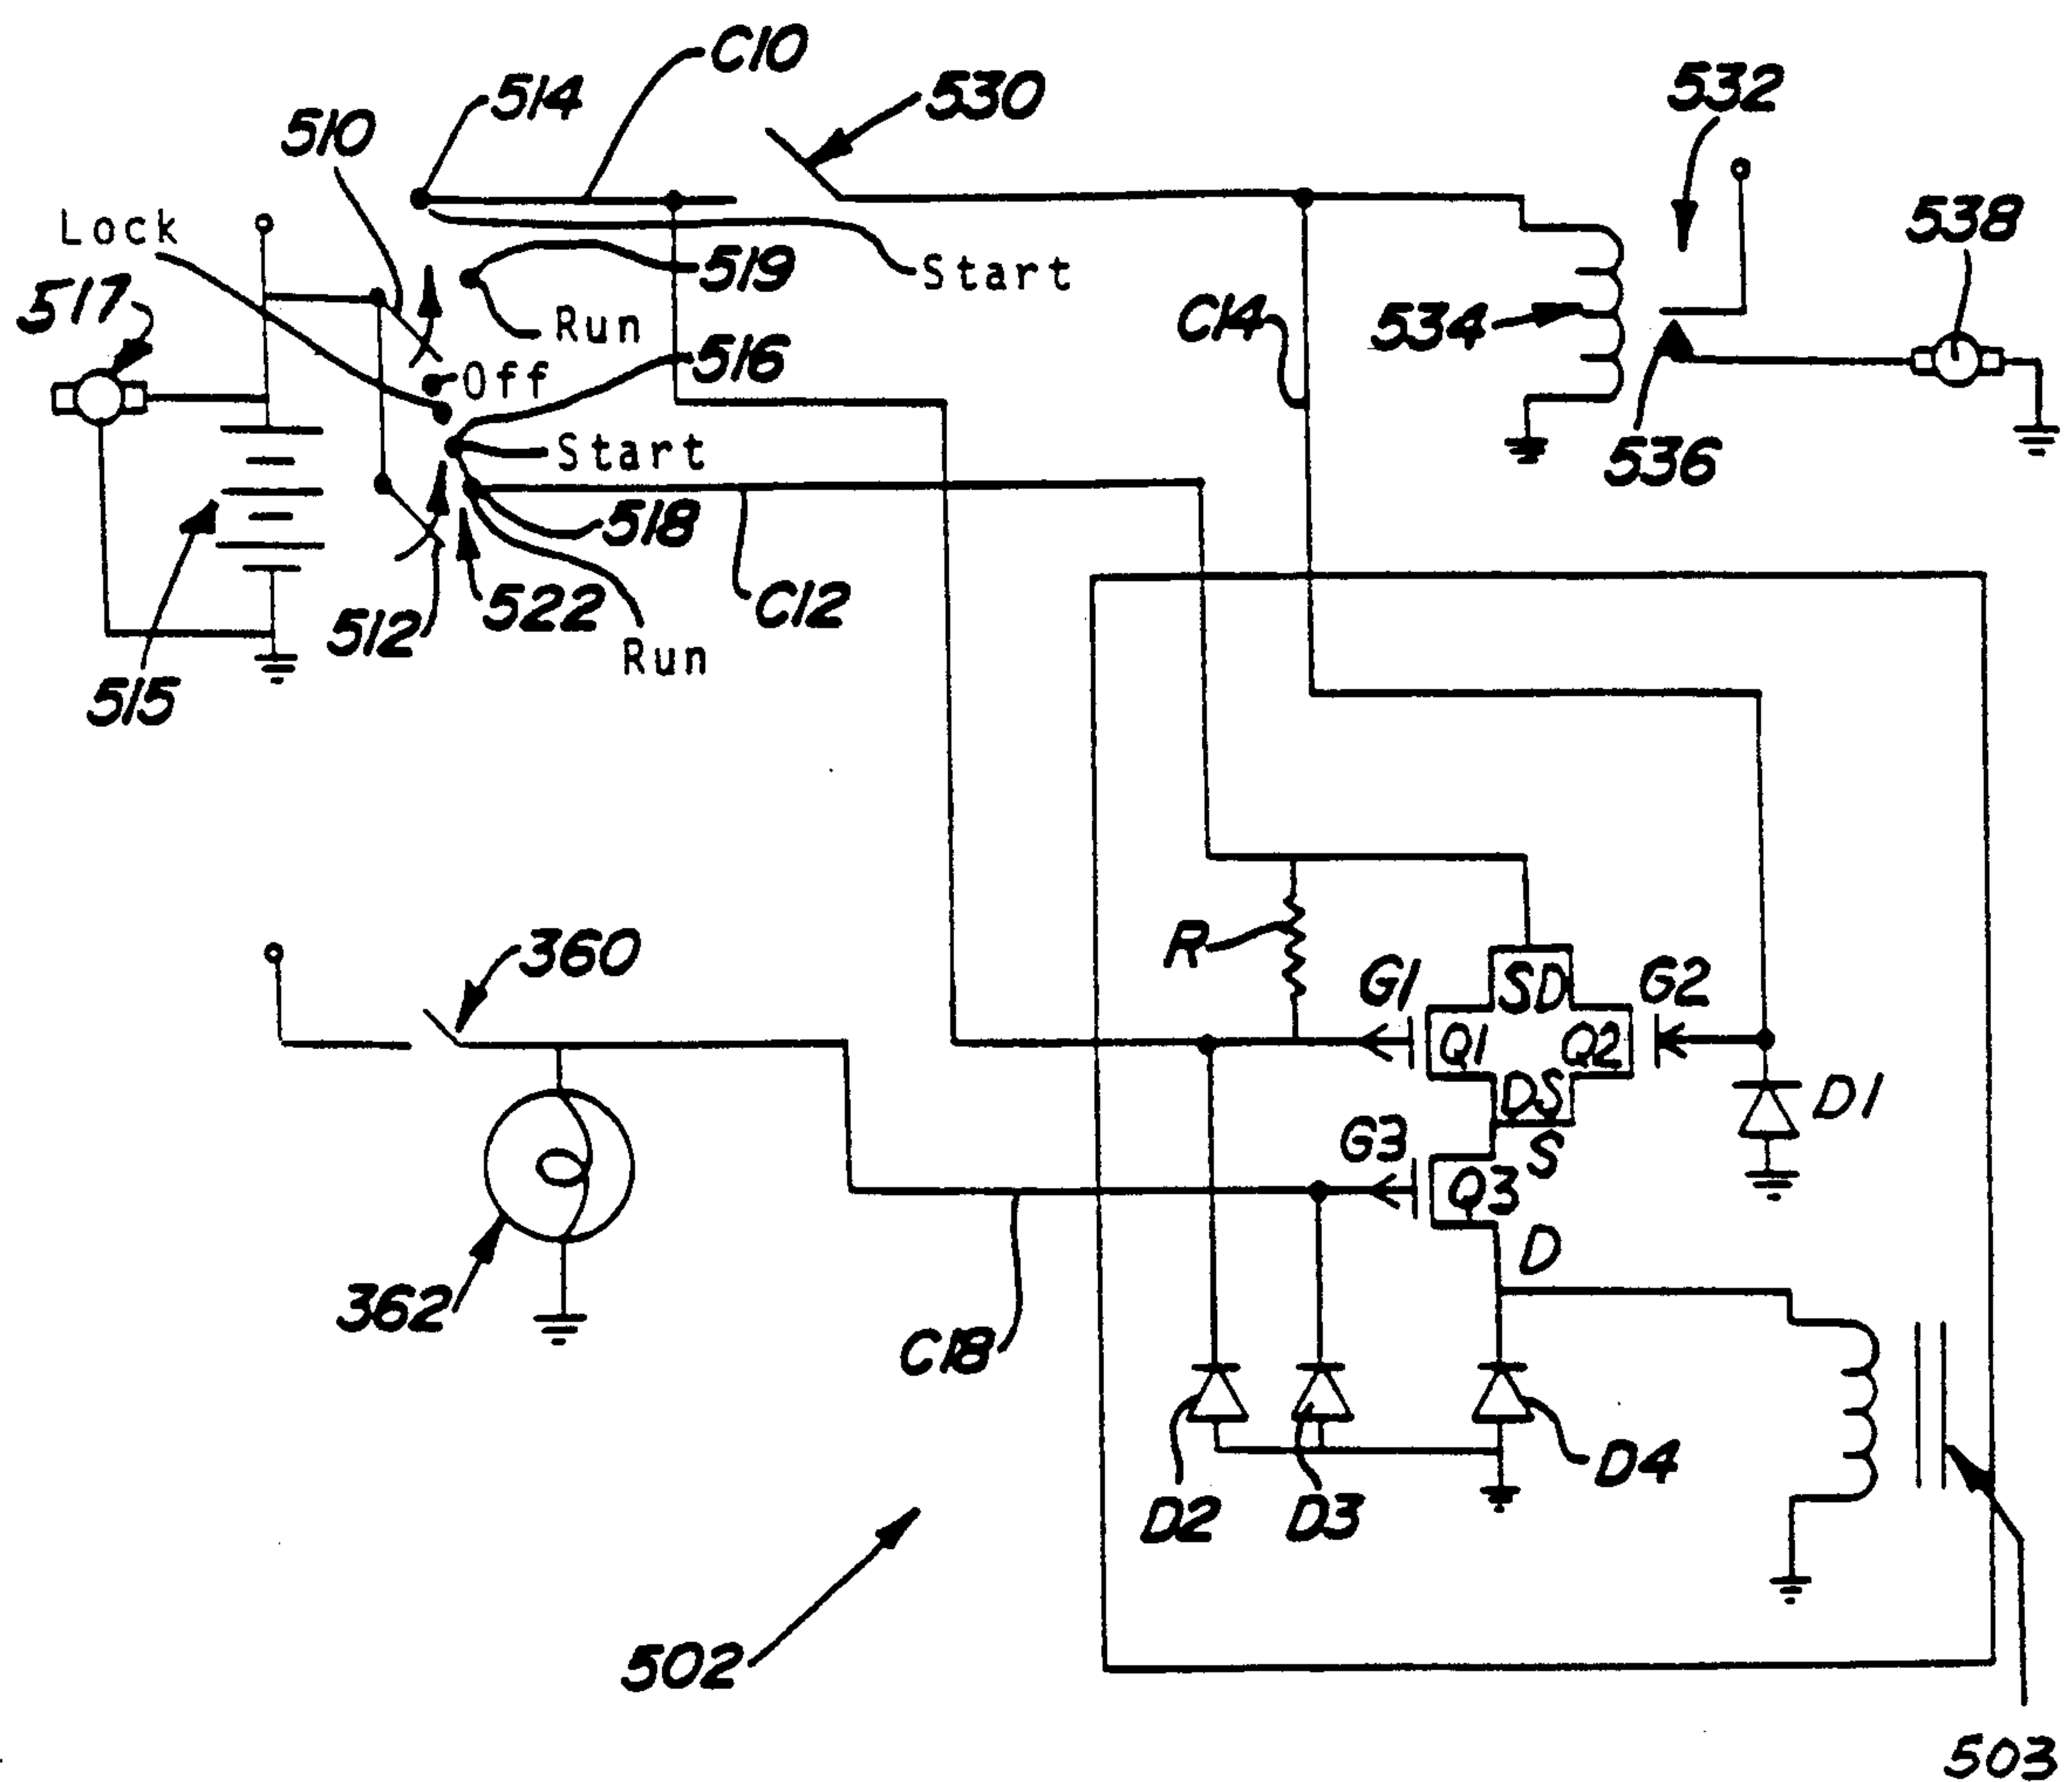 C10
514
530
532
510
Lock
519
Start
538
517
Run
C14
534
516
Off
Start
536
518
522
C12
512
Run
515
360
R
G1
SD
G2
Q1
Q2
DS
D1
G3
S
Q3
D
362
C18
D4
D2
D3
502
503